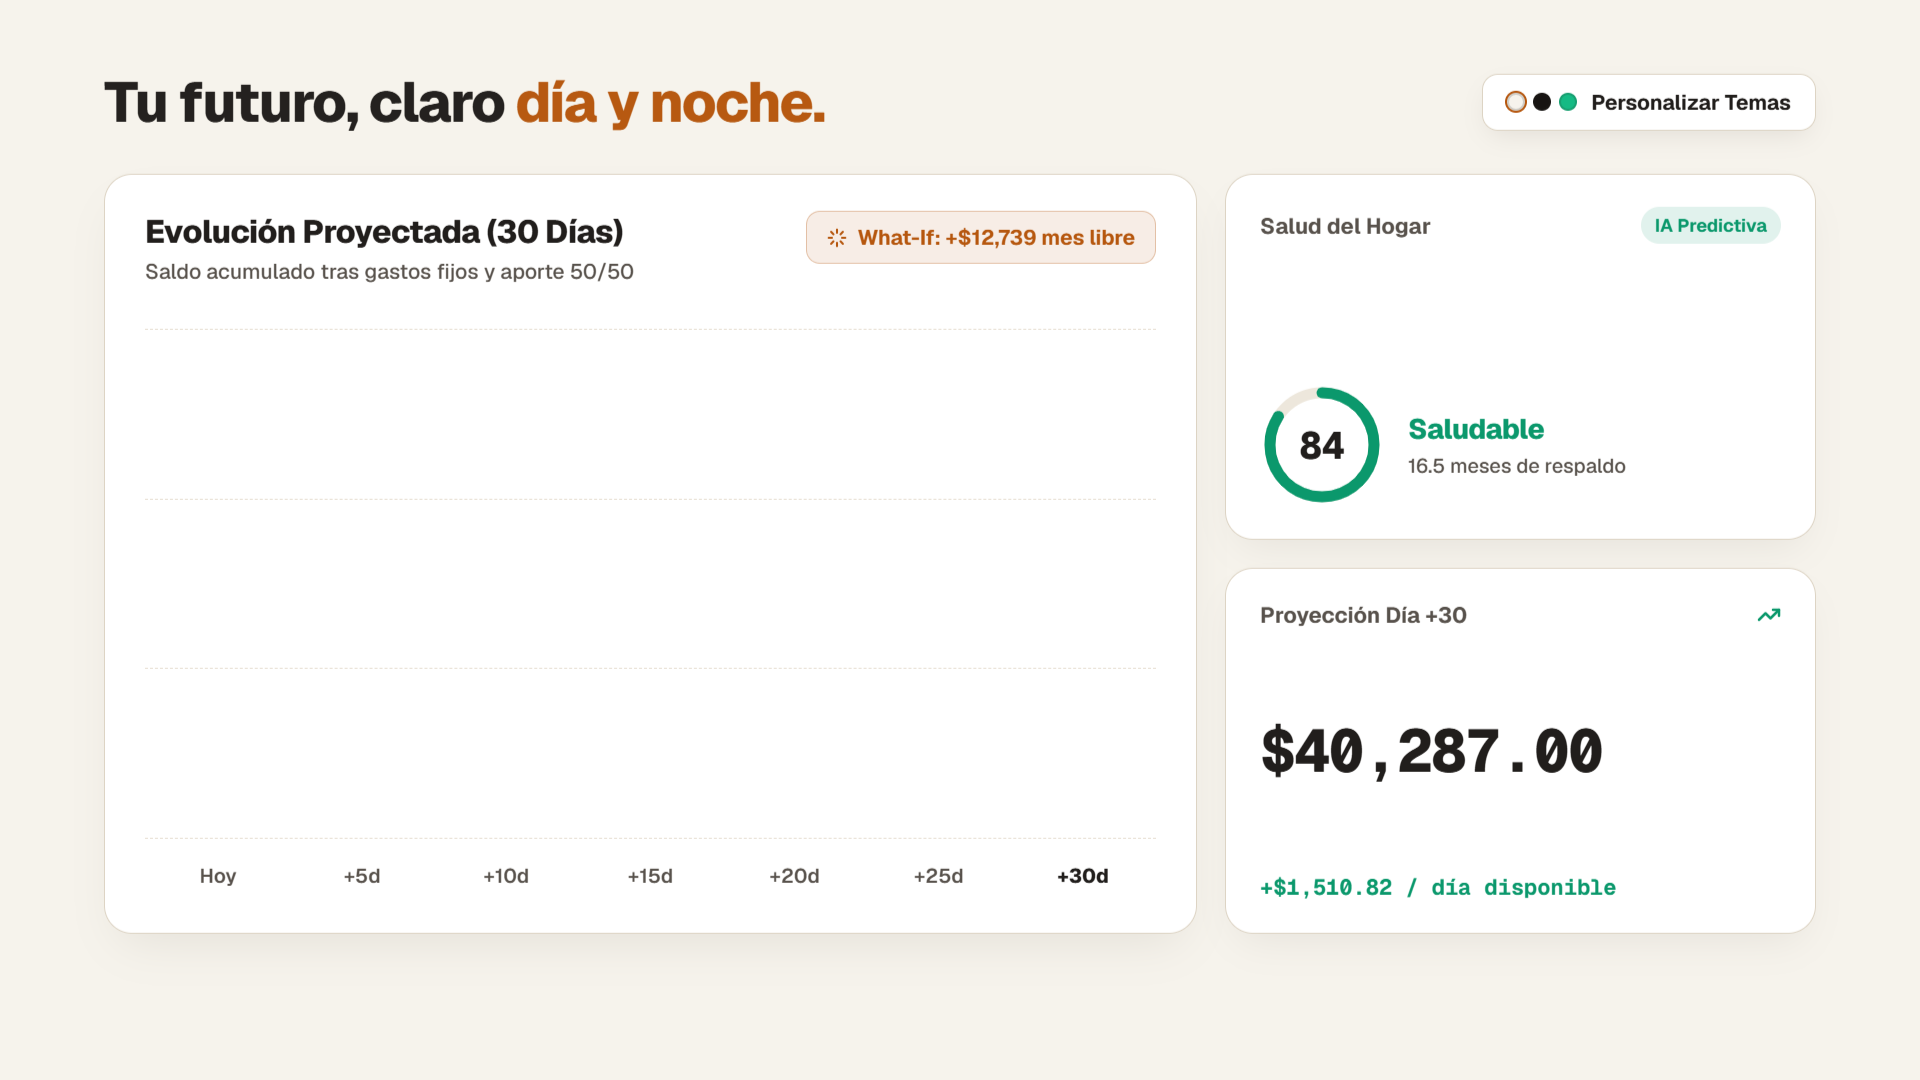 Tu futuro, claro día y noche.
Personalizar Temas
Evolución Proyectada (30 Días)
Saldo acumulado tras gastos fijos y aporte 50/50
What-If: +$12,739 mes libre
Hoy
+5d
+10d
+15d
+20d
+25d
+30d
Salud del Hogar
IA Predictiva
84
Saludable
16.5 meses de respaldo
Proyección Día +30
$40,287.00
+$1,510.82 / día disponible